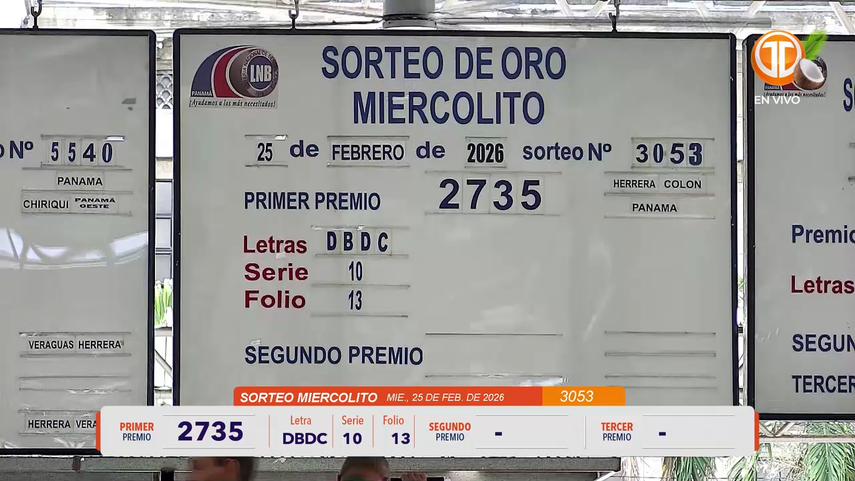 o Nº 5540
PANAMA
CHIRIQUI PANAMÁ OESTE
VERAGUAS HERRERA
HERRERA VERA
LNB
PANAMÁ
¡Ayudamos a los más necesitados!
SORTEO DE ORO
MIERCOLITO
25 de FEBRERO de 2026 sorteo Nº 3053
PRIMER PREMIO 2735
HERRERA COLON
PANAMA
Letras DBDC
Serie 10
Folio 13
SEGUNDO PREMIO
EN VIVO
S
Premio
Letras
SEGUN
TERCER
SORTEO MIERCOLITO MIE., 25 DE FEB. DE 2026 3053
PRIMER PREMIO 2735
Letra DBDC
Serie 10
Folio 13
SEGUNDO PREMIO -
TERCER PREMIO -